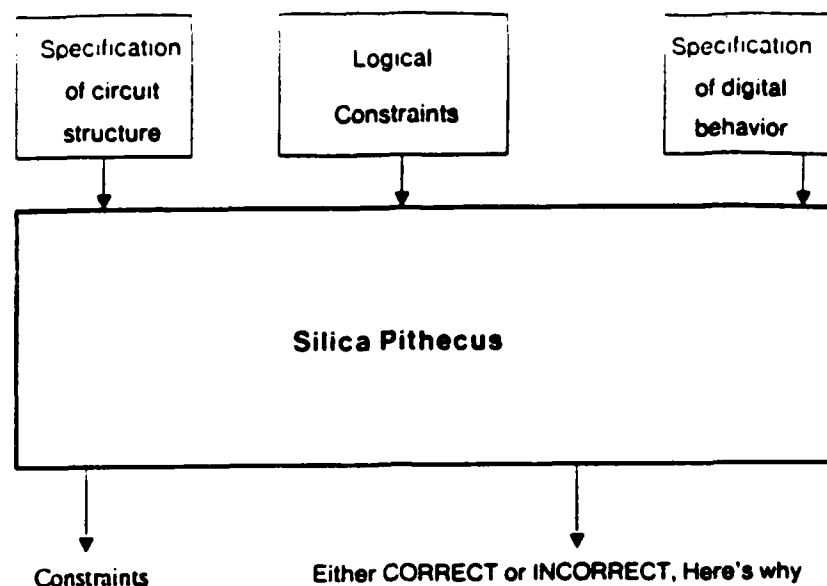 Specification
of circuit
structure
Logical
Constraints
Specification
of digital
behavior
Silica Pithecus
Constraints
Either CORRECT or INCORRECT, Here's why